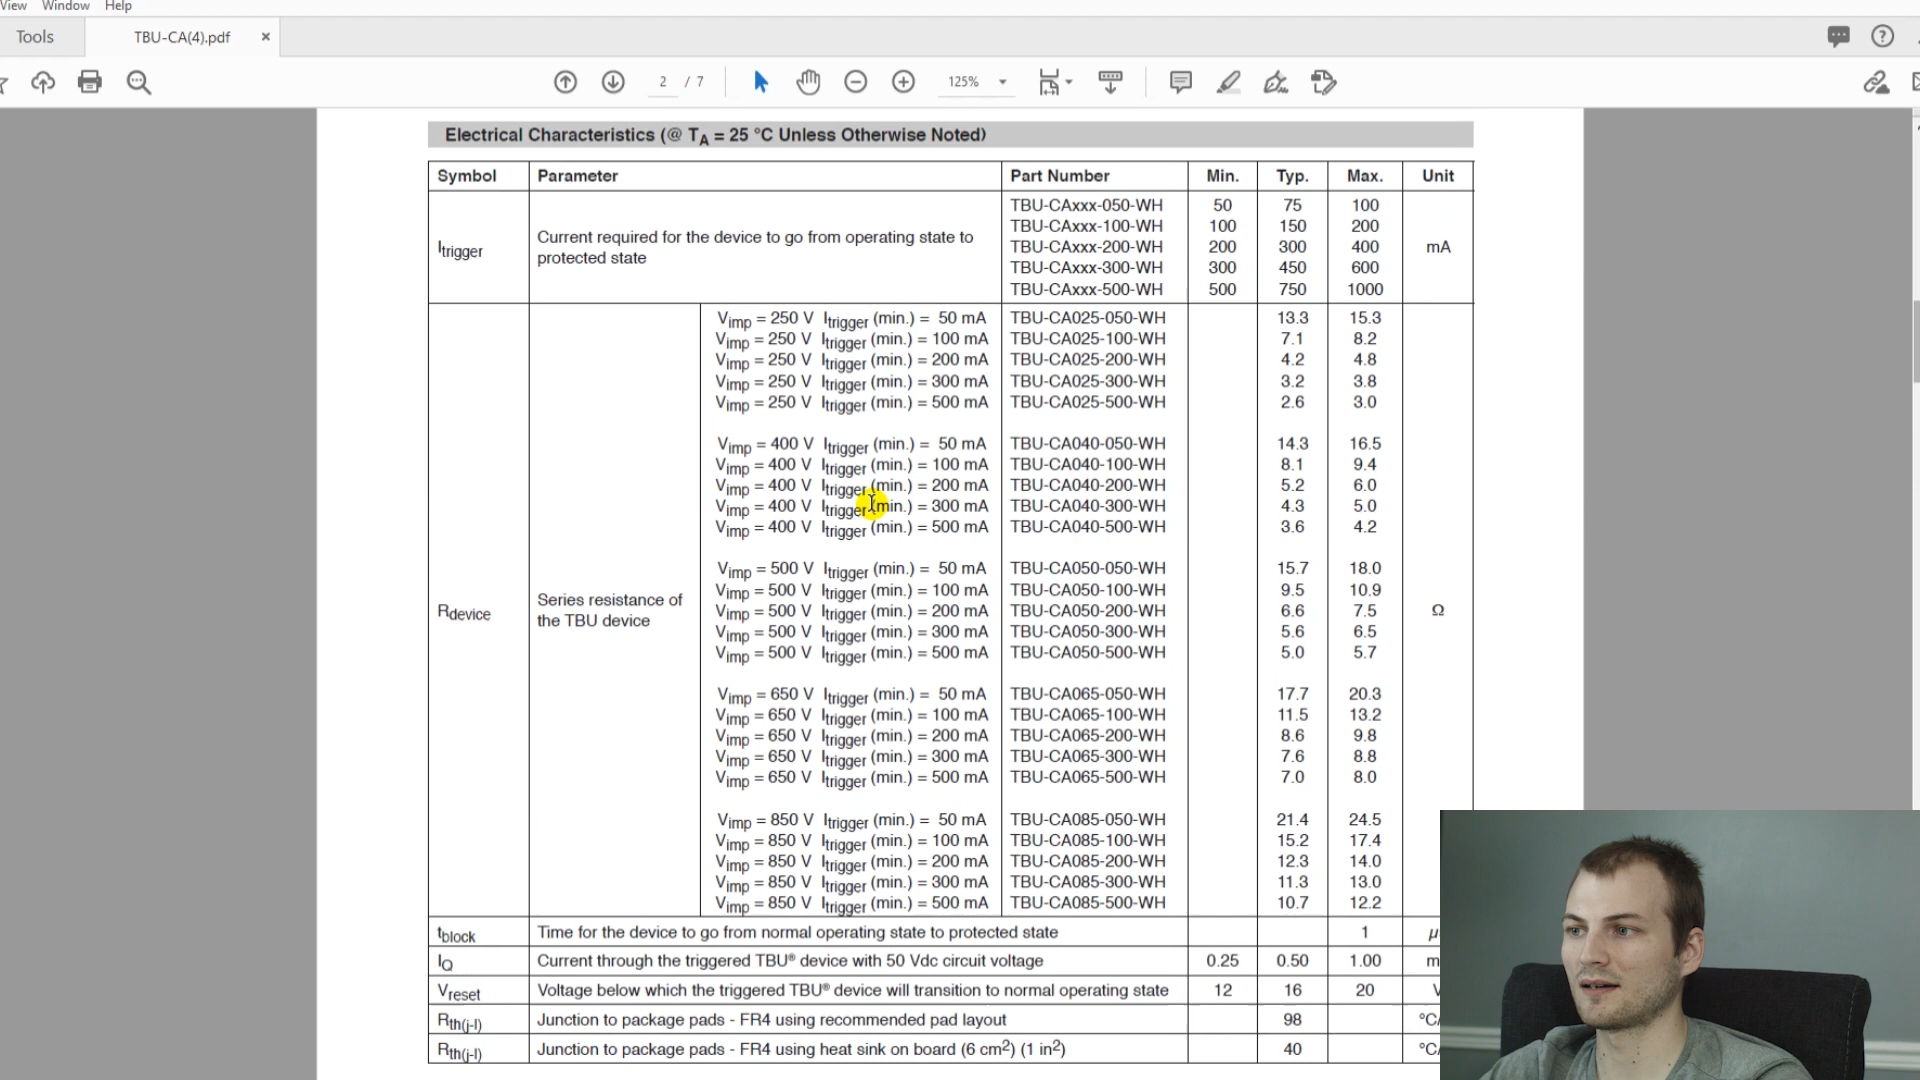 View Window Help
Tools TBU-CA(4).pdf ×
2 / 7 125%
Electrical Characteristics (@ TA = 25 °C Unless Otherwise Noted)
Symbol Parameter Part Number Min. Typ. Max. Unit
Itrigger Current required for the device to go from operating state to protected state mA
TBU-CAxxx-050-WH 50 75 100
TBU-CAxxx-100-WH 100 150 200
TBU-CAxxx-200-WH 200 300 400
TBU-CAxxx-300-WH 300 450 600
TBU-CAxxx-500-WH 500 750 1000
Rdevice Series resistance of the TBU device Ω
Vimp = 250 V Itrigger (min.) = 50 mA TBU-CA025-050-WH 13.3 15.3
Vimp = 250 V Itrigger (min.) = 100 mA TBU-CA025-100-WH 7.1 8.2
Vimp = 250 V Itrigger (min.) = 200 mA TBU-CA025-200-WH 4.2 4.8
Vimp = 250 V Itrigger (min.) = 300 mA TBU-CA025-300-WH 3.2 3.8
Vimp = 250 V Itrigger (min.) = 500 mA TBU-CA025-500-WH 2.6 3.0
Vimp = 400 V Itrigger (min.) = 50 mA TBU-CA040-050-WH 14.3 16.5
Vimp = 400 V Itrigger (min.) = 100 mA TBU-CA040-100-WH 8.1 9.4
Vimp = 400 V Itrigger (min.) = 200 mA TBU-CA040-200-WH 5.2 6.0
Vimp = 400 V Itrigger (min.) = 300 mA TBU-CA040-300-WH 4.3 5.0
Vimp = 400 V Itrigger (min.) = 500 mA TBU-CA040-500-WH 3.6 4.2
Vimp = 500 V Itrigger (min.) = 50 mA TBU-CA050-050-WH 15.7 18.0
Vimp = 500 V Itrigger (min.) = 100 mA TBU-CA050-100-WH 9.5 10.9
Vimp = 500 V Itrigger (min.) = 200 mA TBU-CA050-200-WH 6.6 7.5
Vimp = 500 V Itrigger (min.) = 300 mA TBU-CA050-300-WH 5.6 6.5
Vimp = 500 V Itrigger (min.) = 500 mA TBU-CA050-500-WH 5.0 5.7
Vimp = 650 V Itrigger (min.) = 50 mA TBU-CA065-050-WH 17.7 20.3
Vimp = 650 V Itrigger (min.) = 100 mA TBU-CA065-100-WH 11.5 13.2
Vimp = 650 V Itrigger (min.) = 200 mA TBU-CA065-200-WH 8.6 9.8
Vimp = 650 V Itrigger (min.) = 300 mA TBU-CA065-300-WH 7.6 8.8
Vimp = 650 V Itrigger (min.) = 500 mA TBU-CA065-500-WH 7.0 8.0
Vimp = 850 V Itrigger (min.) = 50 mA TBU-CA085-050-WH 21.4 24.5
Vimp = 850 V Itrigger (min.) = 100 mA TBU-CA085-100-WH 15.2 17.4
Vimp = 850 V Itrigger (min.) = 200 mA TBU-CA085-200-WH 12.3 14.0
Vimp = 850 V Itrigger (min.) = 300 mA TBU-CA085-300-WH 11.3 13.0
Vimp = 850 V Itrigger (min.) = 500 mA TBU-CA085-500-WH 10.7 12.2
tblock Time for the device to go from normal operating state to protected state 1
IQ Current through the triggered TBU® device with 50 Vdc circuit voltage 0.25 0.50 1.00
Vreset Voltage below which the triggered TBU® device will transition to normal operating state 12 16 20 V
Rth(j-l) Junction to package pads - FR4 using recommended pad layout 98 °C/
Rth(j-l) Junction to package pads - FR4 using heat sink on board (6 cm2) (1 in2) 40 °C/